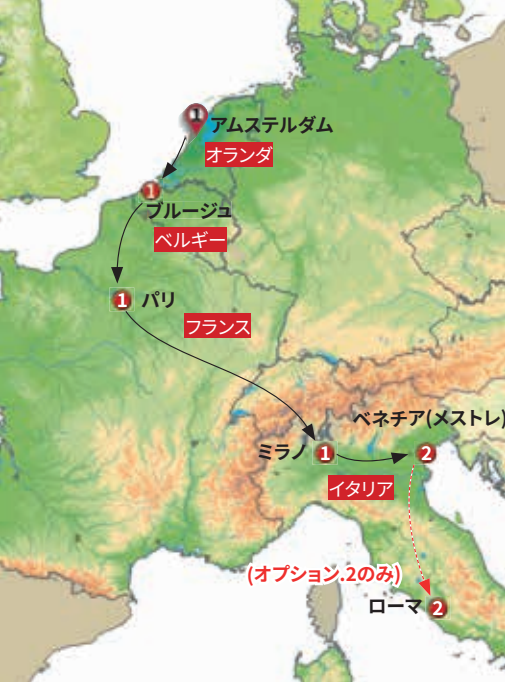 1
アムステルダム
オランダ
1
ブルージュ
ベルギー
1 パリ
フランス
ベネチア(メストレ)
ミラノ 1
2
イタリア
(オプション.2のみ)
ローマ 2